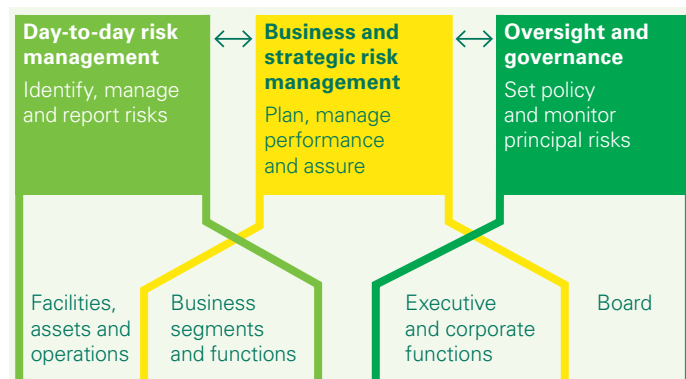 Day-to-day risk
management
Identify, manage
and report risks
Business and
strategic risk
management
Plan, manage
performance
and assure
Oversight and
governance
Set policy
and monitor
principal risks
Facilities,
assets and
operations
Business
segments
and functions
Executive
and corporate
functions
Board